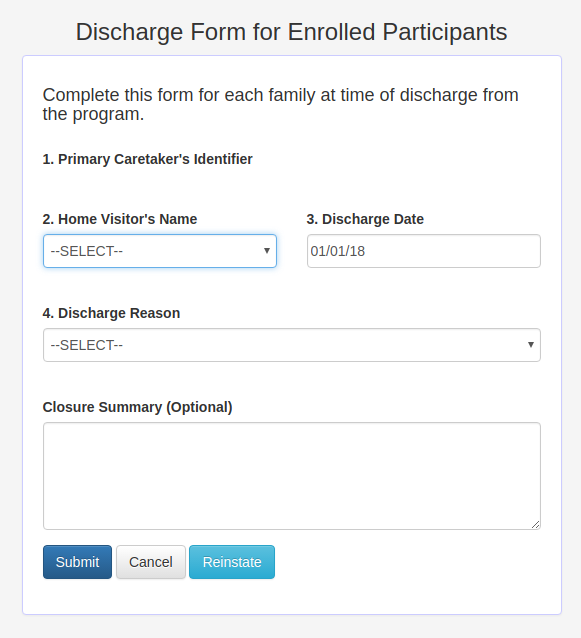 Discharge Form for Enrolled Participants
Complete this form for each family at time of discharge from
the program.
1. Primary Caretaker's Identifier
2. Home Visitor's Name
3. Discharge Date
--SELECT--
01/01/18
4. Discharge Reason
--SELECT--
Closure Summary (Optional)
Submit
Cancel
Reinstate